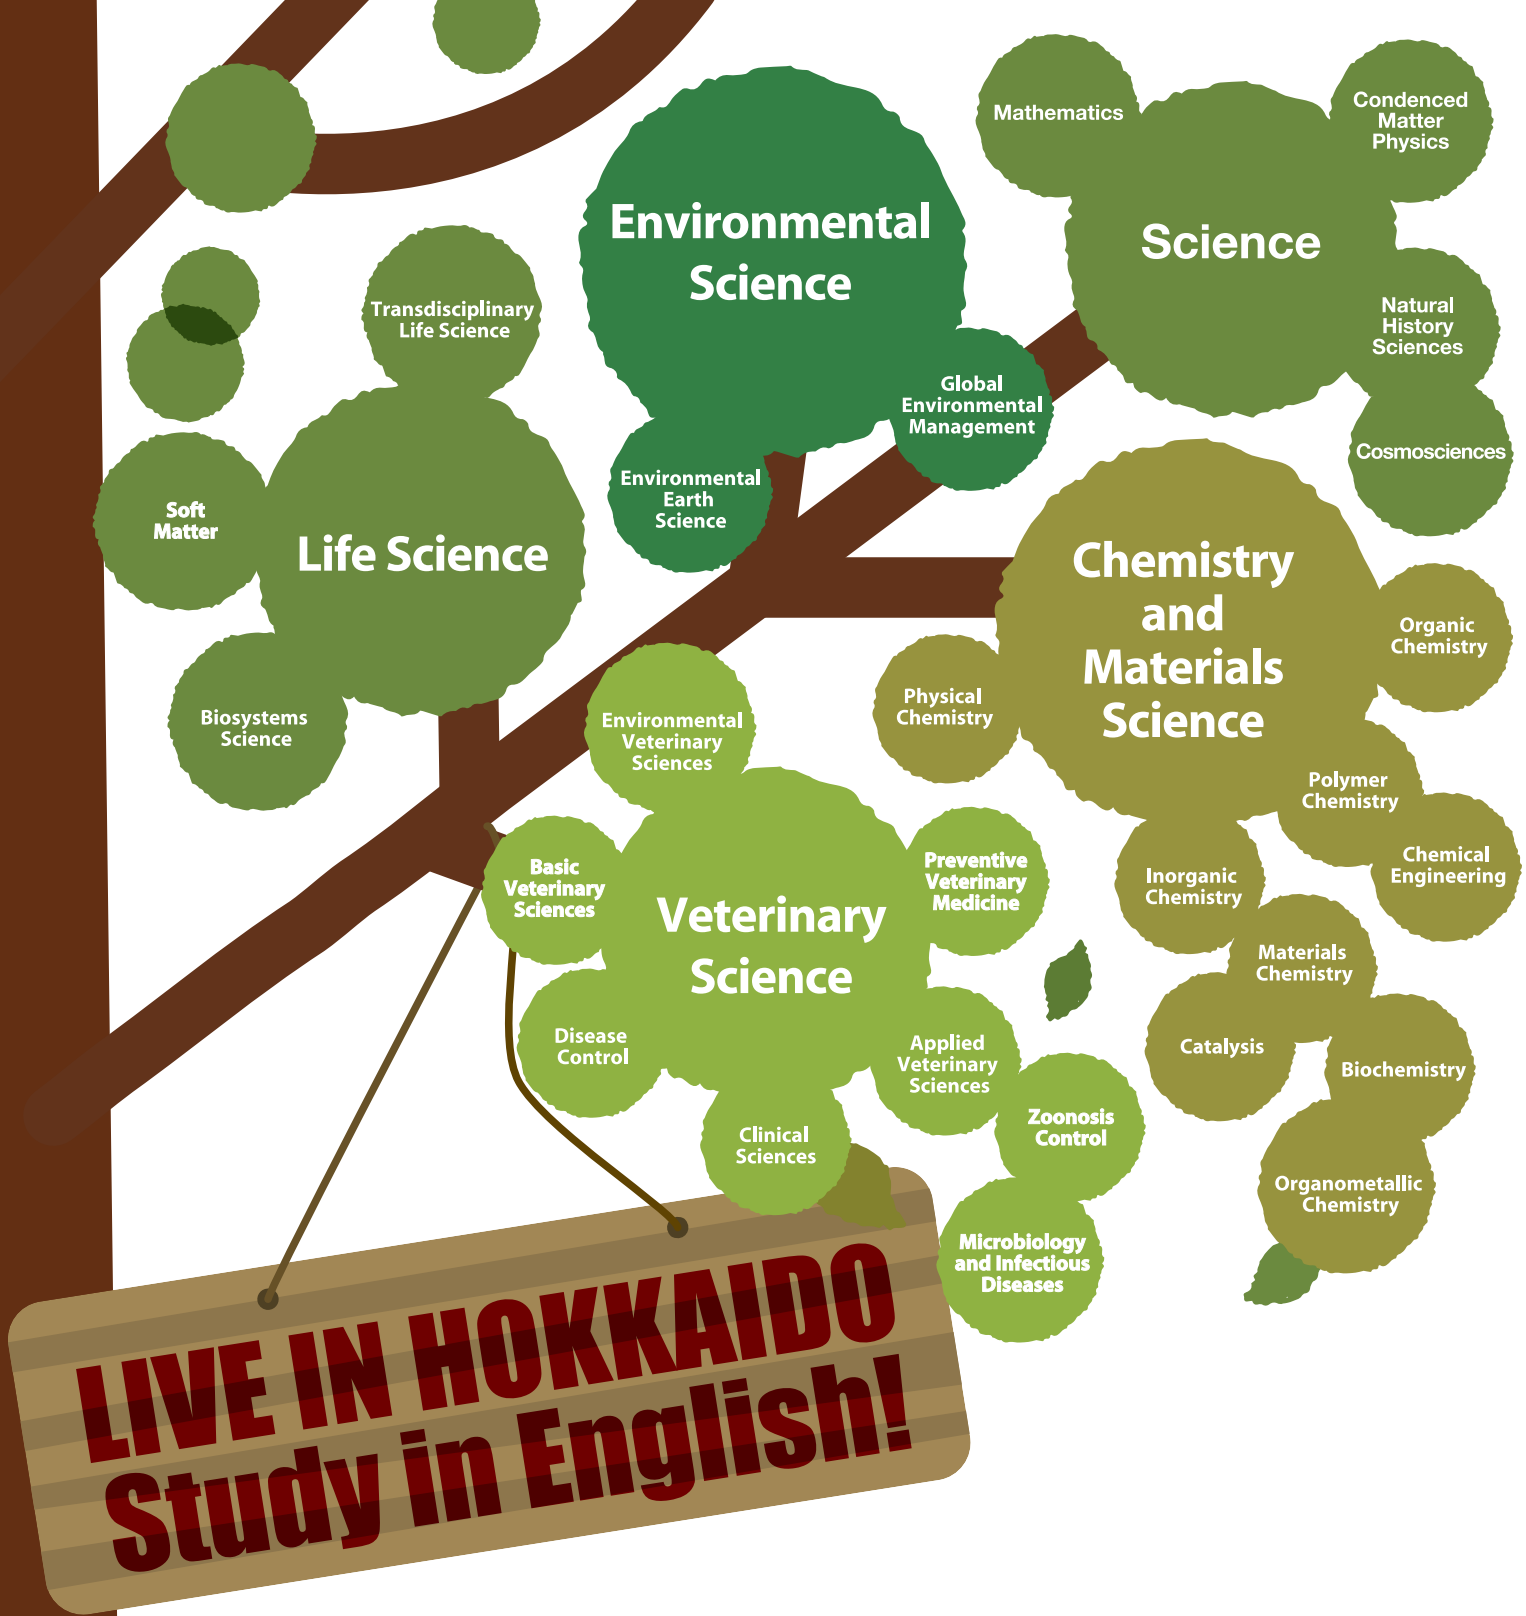 Mathematics
Condenced
Matter
Physics
Science
Natural
History
Sciences
Cosmosciences
Environmental
Science
Global
Environmental
Management
Environmental
Earth
Science
Transdisciplinary
Life Science
Soft
Matter
Life Science
Biosystems
Science
Chemistry
and
Materials
Science
Organic
Chemistry
Physical
Chemistry
Polymer
Chemistry
Chemical
Engineering
Inorganic
Chemistry
Materials
Chemistry
Catalysis
Biochemistry
Organometallic
Chemistry
Environmental
Veterinary
Sciences
Basic
Veterinary
Sciences
Preventive
Veterinary
Medicine
Veterinary
Science
Disease
Control
Applied
Veterinary
Sciences
Clinical
Sciences
Zoonosis
Control
Microbiology
and Infectious
Diseases
LIVE IN HOKKAIDO
Study in English!